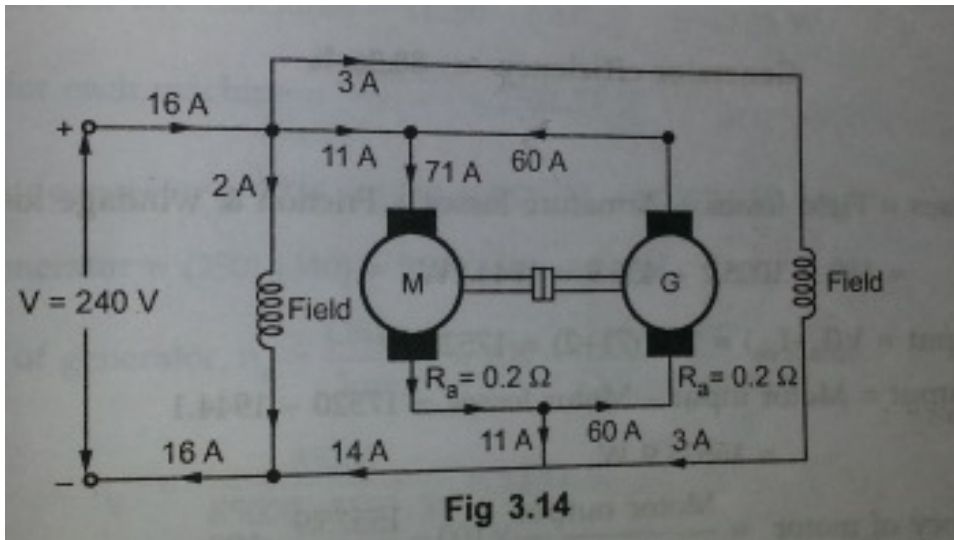 3 A
16 A
+
11 A
60 A
71 A
2 A
M
G
V = 240 V
Field
Field
Rₐ= 0.2 Ω
Rₐ= 0.2 Ω
11 A
60 A
3 A
16 A
14 A
–
Fig 3.14